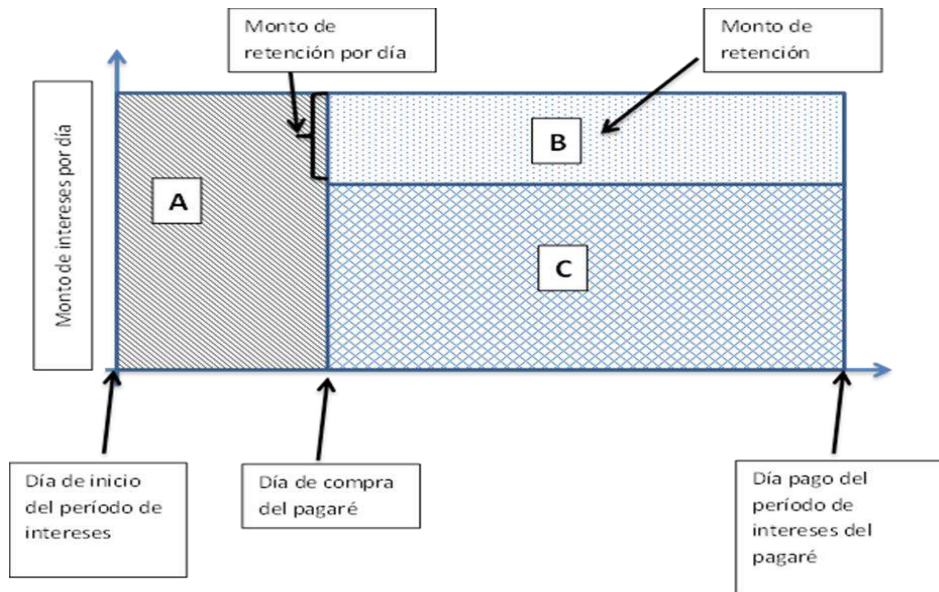 Monto de
retención por día
Monto de
retención
Monto de intereses por día
A
B
C
Día de inicio
del período de
intereses
Día de compra
del pagaré
Día pago del
período de
intereses del
pagaré